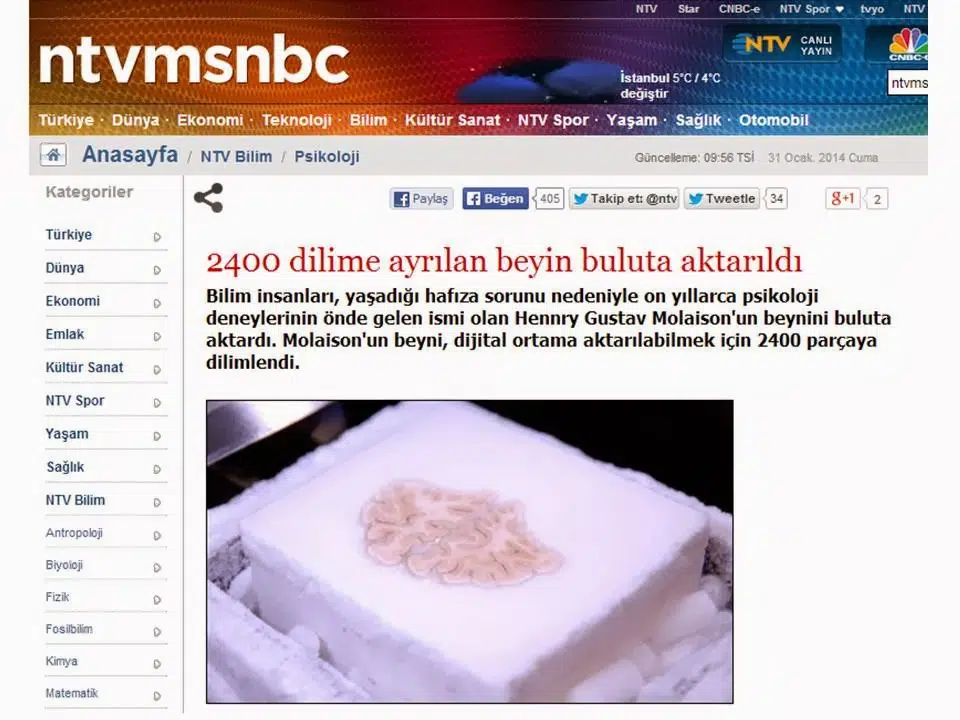 NTV Star CNBC-e NTV Spor tvyo NTV
ntvmsnbc
NTV CANLI YAYIN
CNBC-
İstanbul 5°C / 4°C
değiştir
ntvms
Türkiye · Dünya · Ekonomi · Teknoloji · Bilim · Kültür Sanat · NTV Spor · Yaşam · Sağlık · Otomobil
Anasayfa / NTV Bilim / Psikoloji
Güncelleme: 09:56 TSİ 31 Ocak. 2014 Cuma
Kategoriler
Paylaş Beğen 405 Takip et: @ntv Tweetle 34 g+1 2
Türkiye
Dünya
Ekonomi
Emlak
Kültür Sanat
NTV Spor
Yaşam
Sağlık
NTV Bilim
Antropoloji
Biyoloji
Fizik
Fosilbilim
Kimya
Matematik
2400 dilime ayrılan beyin buluta aktarıldı
Bilim insanları, yaşadığı hafıza sorunu nedeniyle on yıllarca psikoloji
deneylerinin önde gelen ismi olan Hennry Gustav Molaison'un beynini buluta
aktardı. Molaison'un beyni, dijital ortama aktarılabilmek için 2400 parçaya
dilimlendi.